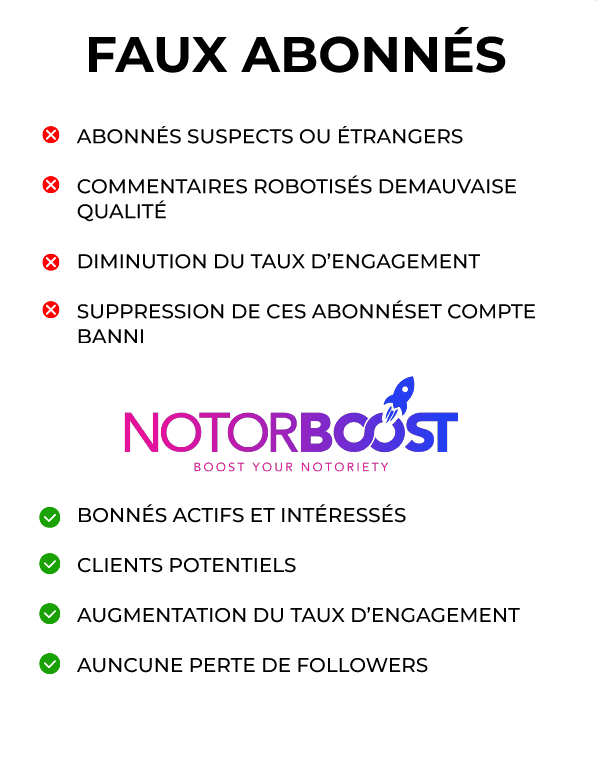 FAUX ABONNÉS
ABONNÉS SUSPECTS OU ÉTRANGERS
COMMENTAIRES ROBOTISÉS DEMAUVAISE
QUALITÉ
DIMINUTION DU TAUX D’ENGAGEMENT
SUPPRESSION DE CES ABONNÉSET COMPTE
BANNI
NOTORBOOST
BOOST YOUR NOTORIETY
BONNÉS ACTIFS ET INTÉRESSÉS
CLIENTS POTENTIELS
AUGMENTATION DU TAUX D’ENGAGEMENT
AUNCUNE PERTE DE FOLLOWERS